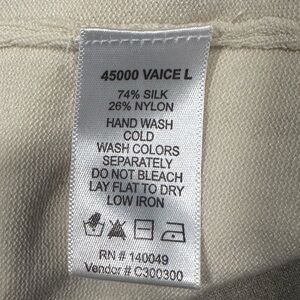 45000 VAICE L
74% SILK
26% NYLON
HAND WASH
COLD
WASH COLORS
SEPARATELY
DO NOT BLEACH
LAY FLAT TO DRY
LOW IRON
RN # 140049
Vendor # C300300